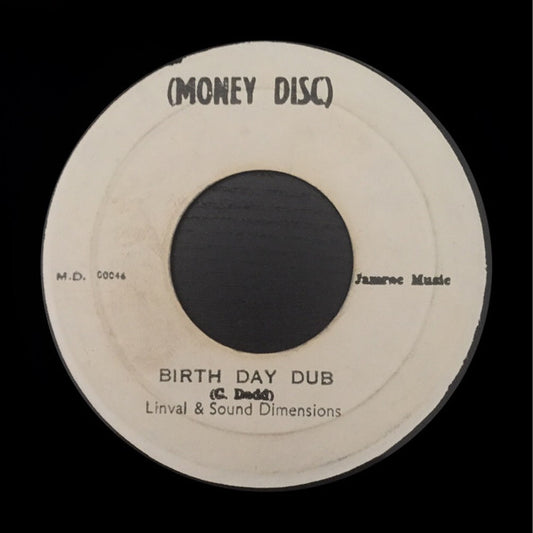 (MONEY DISC)
M.D. 00046
Jamrec Music
BIRTH DAY DUB
(C. Dodd)
Linval & Sound Dimensions